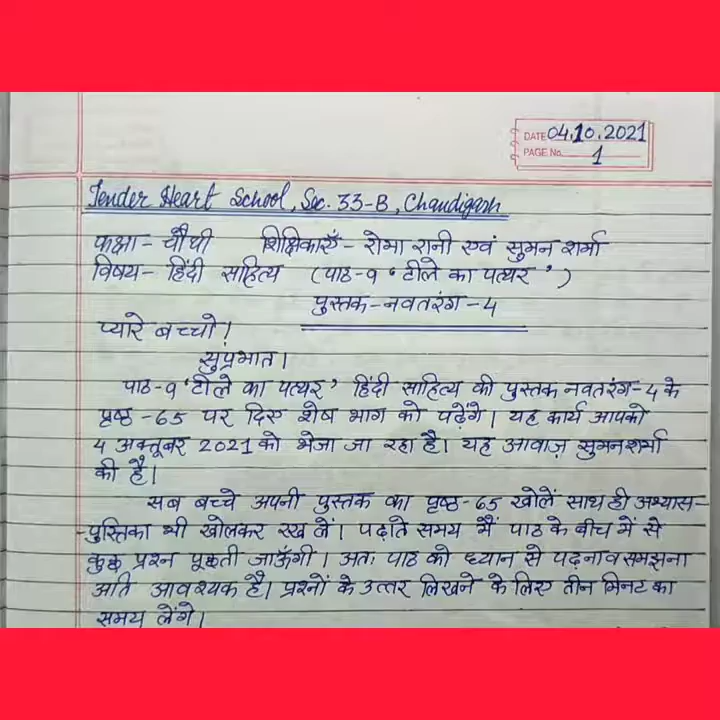 DATE 04.10.2021
PAGE No. 1
Tender Heart School, Sec. 33-B, Chandigarh
कक्षा - चौथी शिक्षिकाएँ - रोमा रानी एवं सुमन शर्मा
विषय - हिंदी साहित्य (पाठ-9 'टीले का पत्थर')
पुस्तक - नवतरंग - 4
प्यारे बच्चो!
सुप्रभात।
पाठ-9 'टीले का पत्थर' हिंदी साहित्य की पुस्तक नवतरंग-4 के
पृष्ठ -65 पर दिए शेष भाग को पढ़ेंगे। यह कार्य आपको
4 अक्तूबर 2021 को भेजा जा रहा है। यह आवाज़ सुमन शर्मा
की है।
सब बच्चे अपनी पुस्तक का पृष्ठ-65 खोलें साथ ही अभ्यास-
-पुस्तिका भी खोलकर रख लें। पढ़ाते समय मैं पाठ के बीच में से
कुछ प्रश्न पूछती जाऊँगी। अतः पाठ को ध्यान से पढ़ना व समझना
अति आवश्यक है। प्रश्नों के उत्तर लिखने के लिए तीन मिनट का
समय लेंगे।